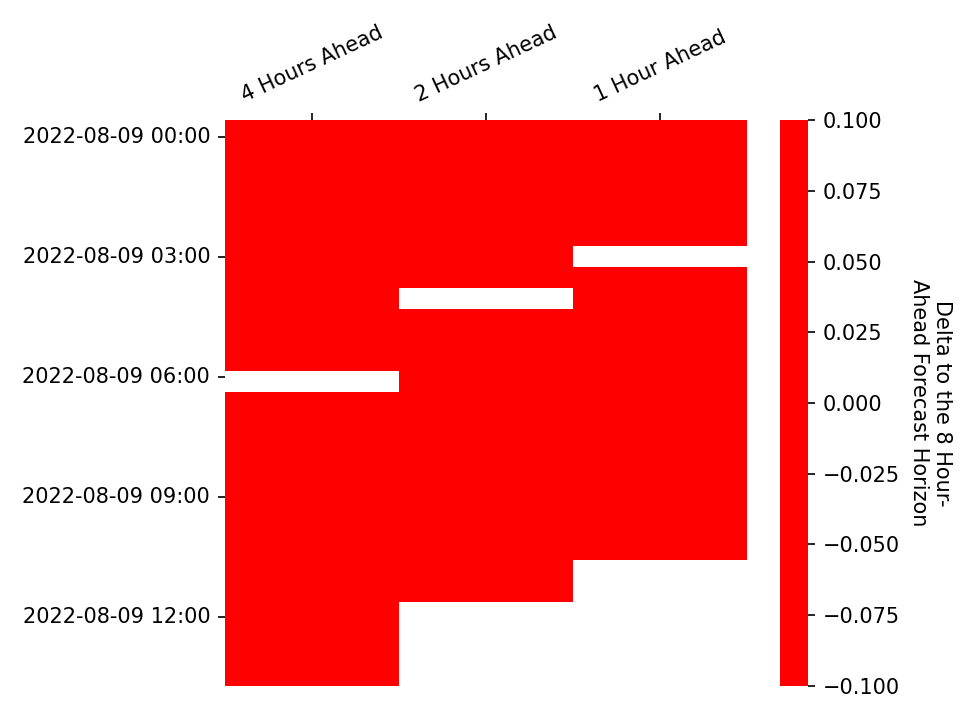 4 Hours Ahead
2 Hours Ahead
1 Hour Ahead
2022-08-09 00:00
2022-08-09 03:00
2022-08-09 06:00
2022-08-09 09:00
2022-08-09 12:00
0.100
0.075
0.050
0.025
0.000
−0.025
−0.050
−0.075
−0.100
Delta to the 8 Hour-
Ahead Forecast Horizon